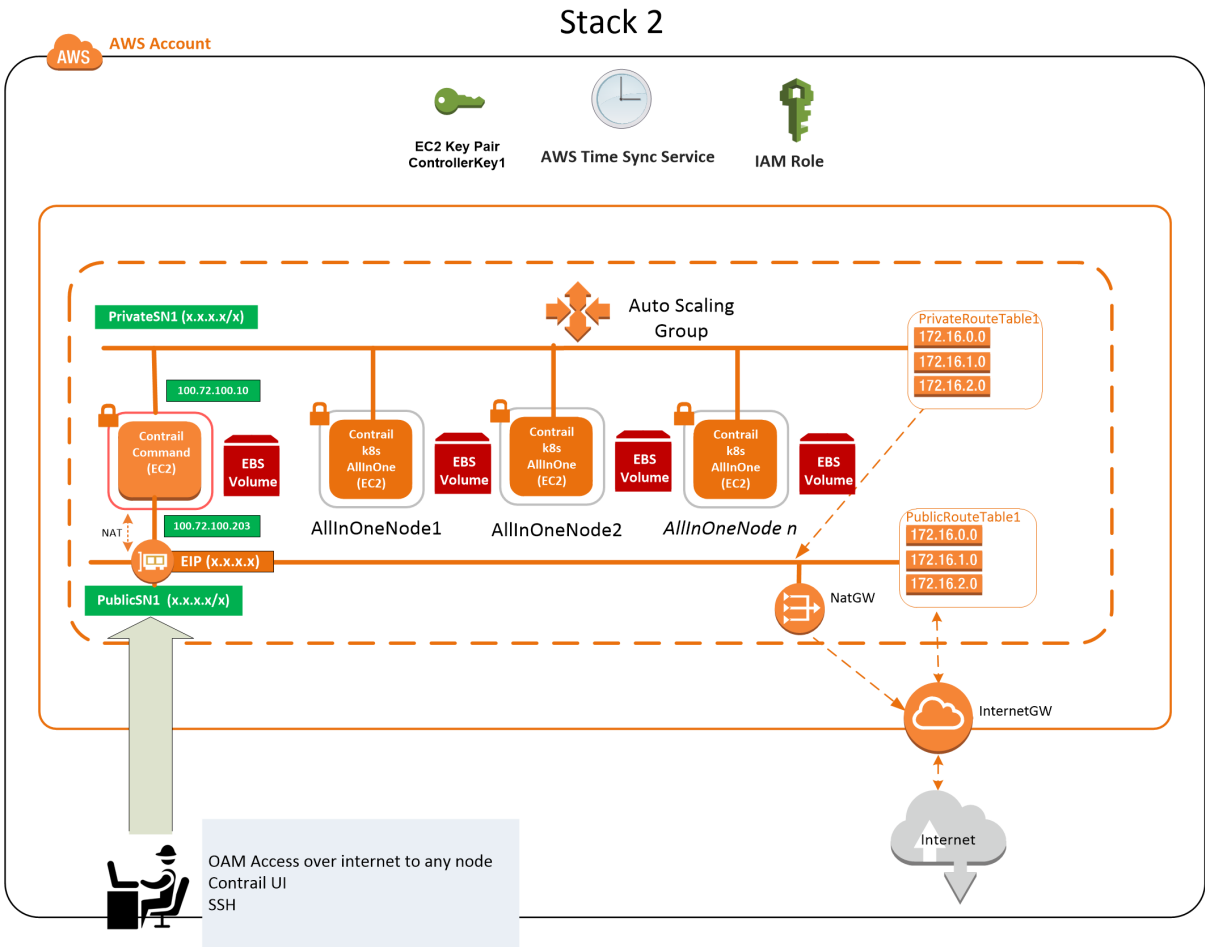 Stack 2
AWS
AWS Account
EC2 Key Pair
ControllerKey1
AWS Time Sync Service
IAM Role
PrivateSN1 (x.x.x.x/x)
Auto Scaling
Group
PrivateRouteTable1
172.16.0.0
172.16.1.0
172.16.2.0
100.72.100.10
Contrail
Command
(EC2)
EBS
Volume
Contrail
k8s
AllInOne
(EC2)
EBS
Volume
Contrail
k8s
AllInOne
(EC2)
EBS
Volume
Contrail
k8s
AllInOne
(EC2)
EBS
Volume
AllInOneNode1
AllInOneNode2
AllInOneNode n
100.72.100.203
NAT
EIP (x.x.x.x)
PublicSN1 (x.x.x.x/x)
PublicRouteTable1
172.16.0.0
172.16.1.0
172.16.2.0
NatGW
InternetGW
Internet
OAM Access over internet to any node
Contrail UI
SSH